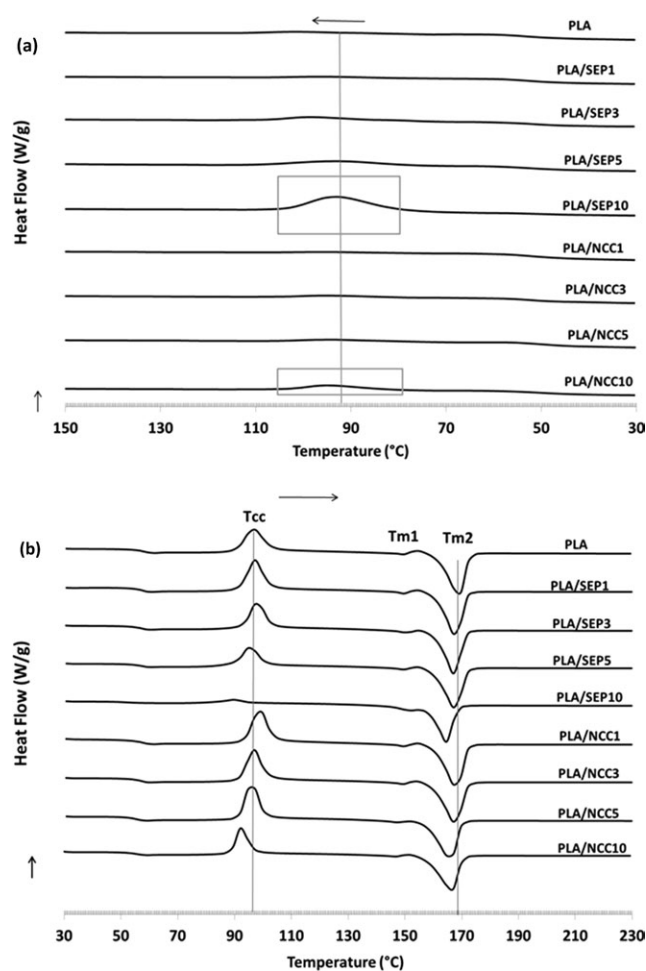 (a)
PLA
PLA/SEP1
PLA/SEP3
PLA/SEP5
PLA/SEP10
PLA/NCC1
PLA/NCC3
PLA/NCC5
PLA/NCC10
Heat Flow (W/g)
150 130 110 90 70 50 30
Temperature (°C)
(b)
Tcc Tm1 Tm2
PLA
PLA/SEP1
PLA/SEP3
PLA/SEP5
PLA/SEP10
PLA/NCC1
PLA/NCC3
PLA/NCC5
PLA/NCC10
Heat Flow (W/g)
30 50 70 90 110 130 150 170 190 210 230
Temperature (°C)